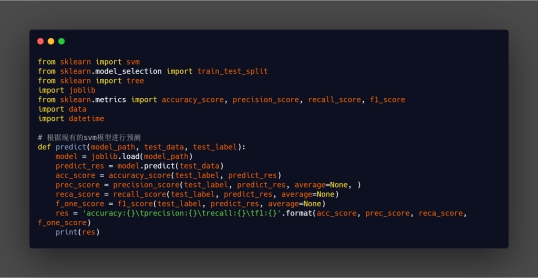 from sklearn import svm
from sklearn.model_selection import train_test_split
from sklearn import tree
import joblib
from sklearn.metrics import accuracy_score, precision_score, recall_score, f1_score
import data
import datetime
# 根据现有的svm模型进行预测
def predict(model_path, test_data, test_label):
    model = joblib.load(model_path)
    predict_res = model.predict(test_data)
    acc_score = accuracy_score(test_label, predict_res)
    prec_score = precision_score(test_label, predict_res, average=None, )
    reca_score = recall_score(test_label, predict_res, average=None)
    f_one_score = f1_score(test_label, predict_res, average=None)
    res = 'accuracy:{}\tprecision:{}\trecall:{}\tf1:{}'.format(acc_score, prec_score, reca_score,
f_one_score)
    print(res)